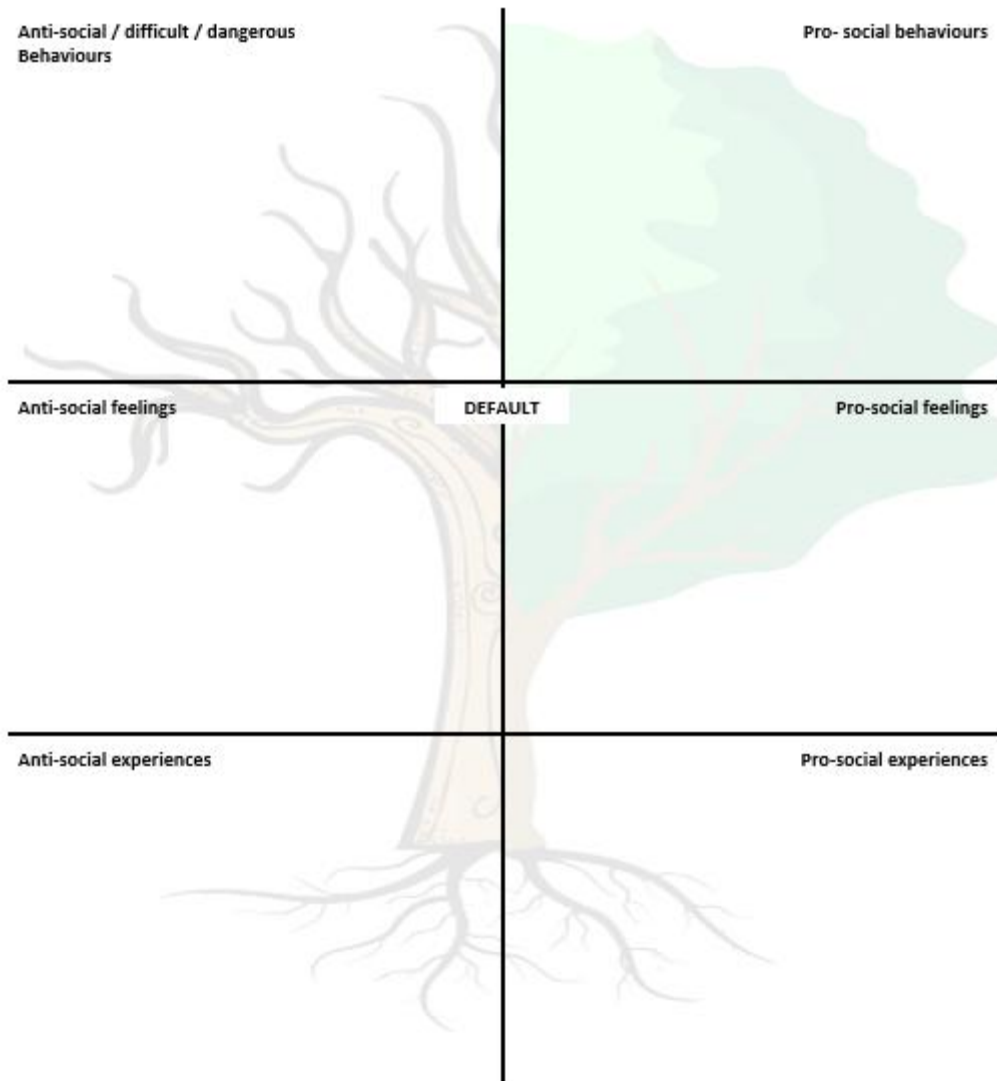 Anti-social / difficult / dangerous
Behaviours
Pro- social behaviours
Anti-social feelings
DEFAULT
Pro-social feelings
Anti-social experiences
Pro-social experiences